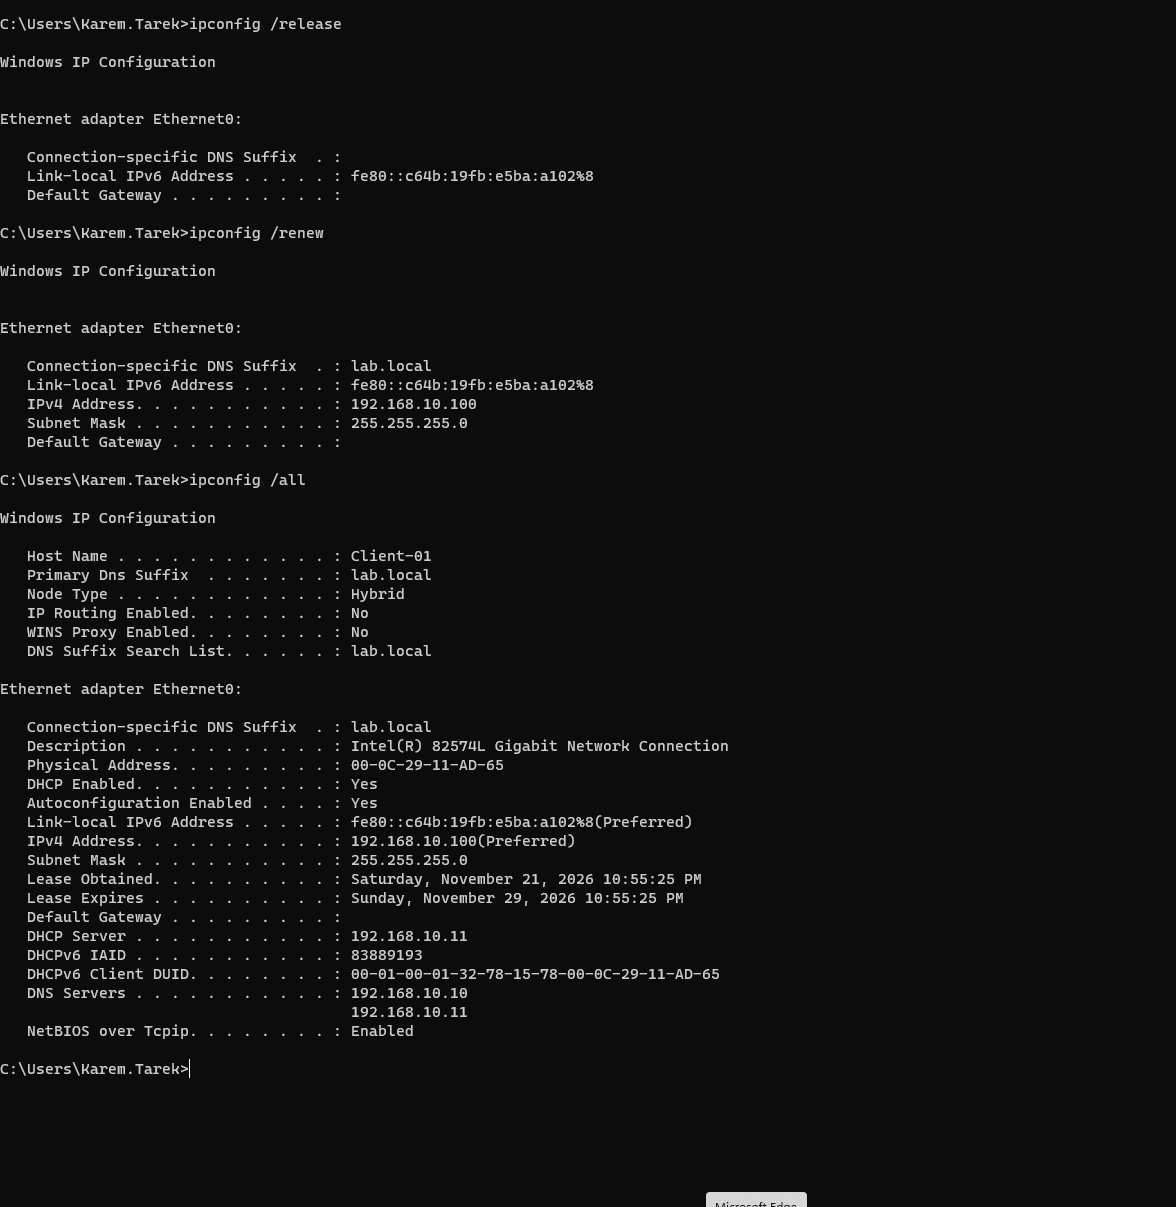 C:\Users\Karem.Tarek>ipconfig /release
Windows IP Configuration
Ethernet adapter Ethernet0:
   Connection-specific DNS Suffix  . :
   Link-local IPv6 Address . . . . . : fe80::c64b:19fb:e5ba:a102%8
   Default Gateway . . . . . . . . . :
C:\Users\Karem.Tarek>ipconfig /renew
Windows IP Configuration
Ethernet adapter Ethernet0:
   Connection-specific DNS Suffix  . : lab.local
   Link-local IPv6 Address . . . . . : fe80::c64b:19fb:e5ba:a102%8
   IPv4 Address. . . . . . . . . . . : 192.168.10.100
   Subnet Mask . . . . . . . . . . . : 255.255.255.0
   Default Gateway . . . . . . . . . :
C:\Users\Karem.Tarek>ipconfig /all
Windows IP Configuration
   Host Name . . . . . . . . . . . . : Client-01
   Primary Dns Suffix  . . . . . . . : lab.local
   Node Type . . . . . . . . . . . . : Hybrid
   IP Routing Enabled. . . . . . . . : No
   WINS Proxy Enabled. . . . . . . . : No
   DNS Suffix Search List. . . . . . : lab.local
Ethernet adapter Ethernet0:
   Connection-specific DNS Suffix  . : lab.local
   Description . . . . . . . . . . . : Intel(R) 82574L Gigabit Network Connection
   Physical Address. . . . . . . . . : 00-0C-29-11-AD-65
   DHCP Enabled. . . . . . . . . . . : Yes
   Autoconfiguration Enabled . . . . : Yes
   Link-local IPv6 Address . . . . . : fe80::c64b:19fb:e5ba:a102%8(Preferred)
   IPv4 Address. . . . . . . . . . . : 192.168.10.100(Preferred)
   Subnet Mask . . . . . . . . . . . : 255.255.255.0
   Lease Obtained. . . . . . . . . . : Saturday, November 21, 2026 10:55:25 PM
   Lease Expires . . . . . . . . . . : Sunday, November 29, 2026 10:55:25 PM
   Default Gateway . . . . . . . . . :
   DHCP Server . . . . . . . . . . . : 192.168.10.11
   DHCPv6 IAID . . . . . . . . . . . : 83889193
   DHCPv6 Client DUID. . . . . . . . : 00-01-00-01-32-78-15-78-00-0C-29-11-AD-65
   DNS Servers . . . . . . . . . . . : 192.168.10.10
                                       192.168.10.11
   NetBIOS over Tcpip. . . . . . . . : Enabled
C:\Users\Karem.Tarek>
Microsoft Edge